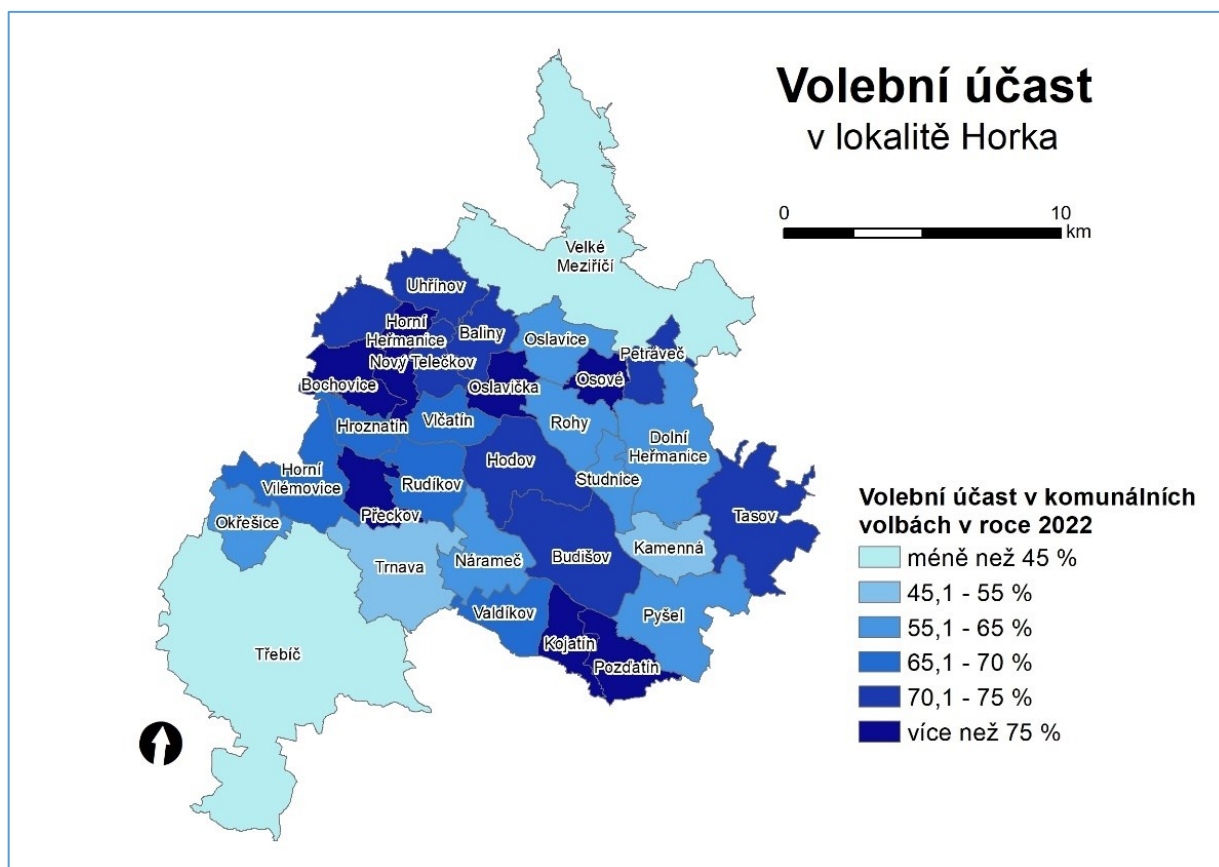 Volební účast
v lokalitě Horka
0
10
km
Velké
Meziříčí
Uhřínov
Horní
Heřmanice
Baliny
Oslavice
Petráveč
Nový Telečkov
Bochovice
Oslavička
Osové
Hroznatín
Vlčatín
Rohy
Dolní
Heřmanice
Hodov
Horní
Vilémovice
Rudíkov
Studnice
Přeckov
Okřešice
Tasov
Trnava
Nárameč
Budišov
Kamenná
Valdíkov
Pyšel
Kojatín
Třebíč
Pozďatín
Volební účast v komunálních
volbách v roce 2022
méně než 45 %
45,1 - 55 %
55,1 - 65 %
65,1 - 70 %
70,1 - 75 %
více než 75 %